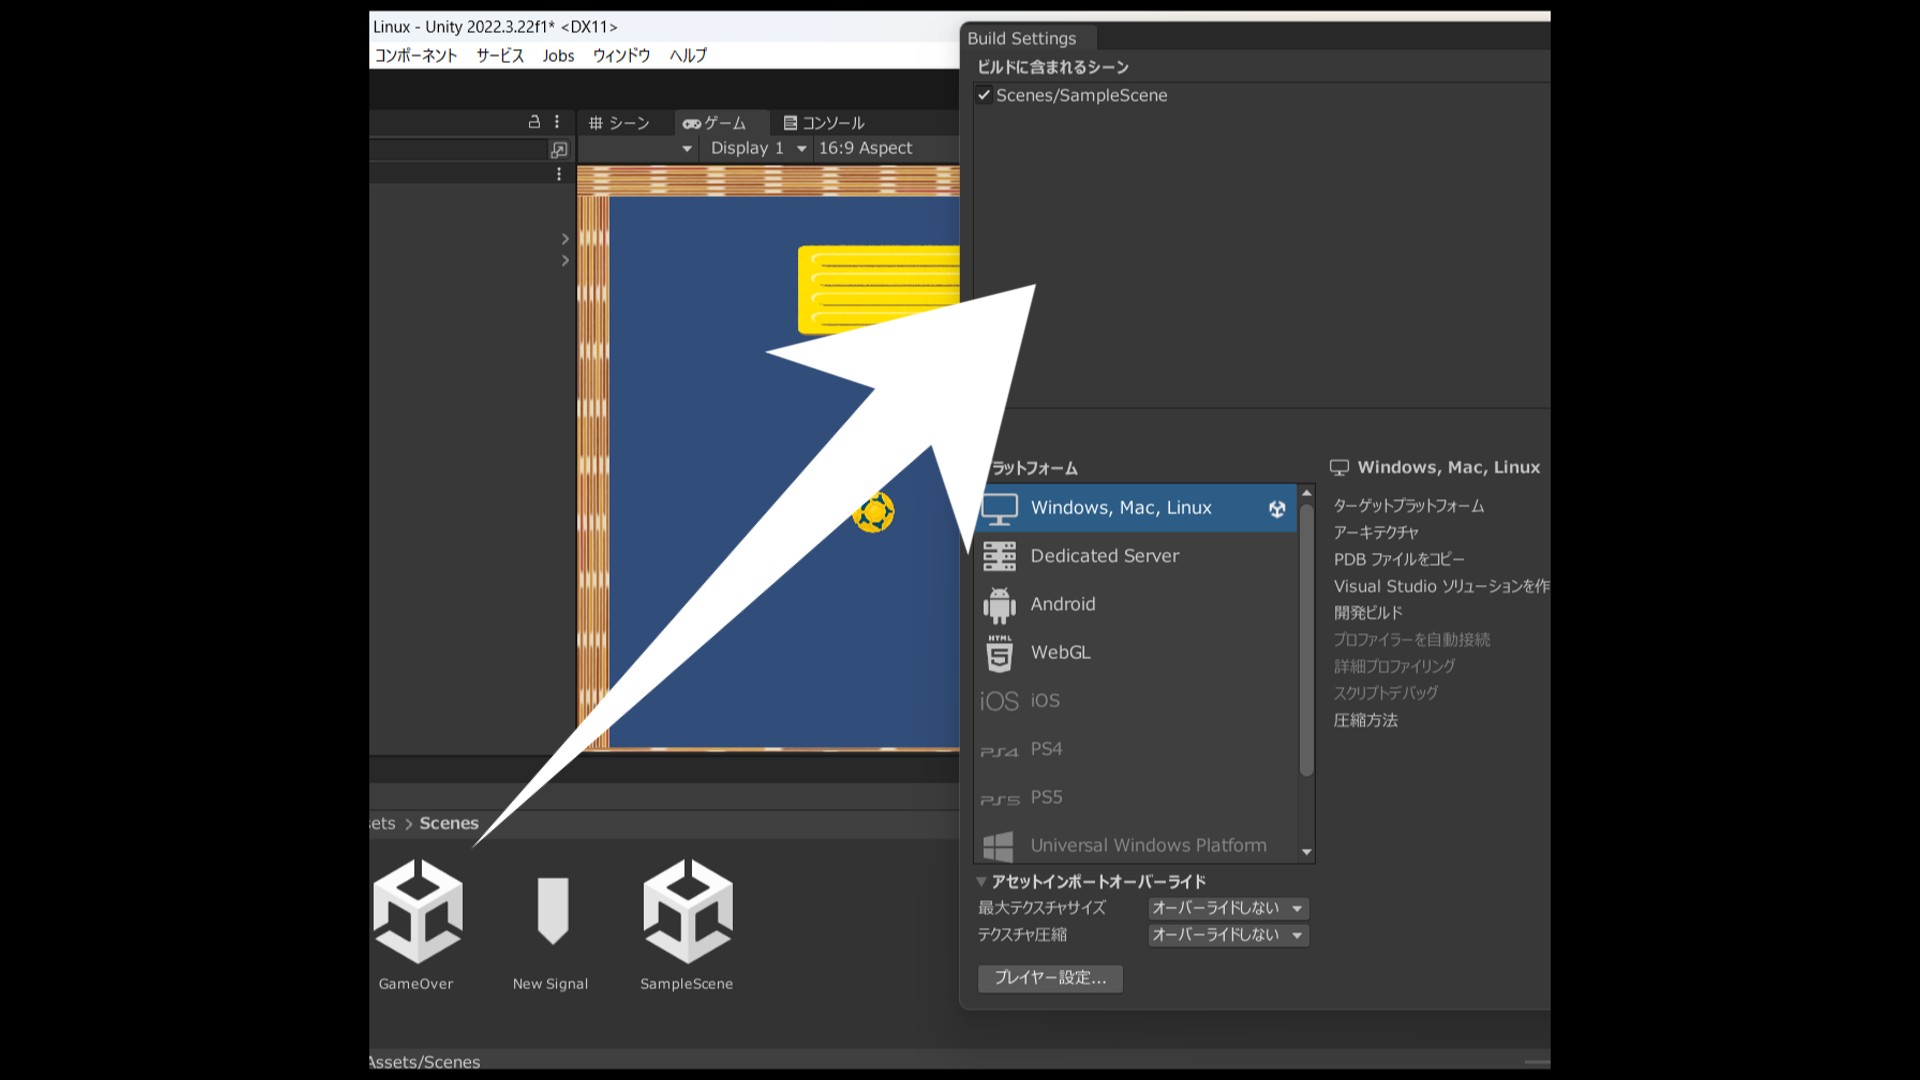 Linux - Unity 2022.3.22f1* <DX11>
コンポーネント サービス Jobs ウィンドウ ヘルプ
シーン ゲーム コンソール
Display 1 16:9 Aspect
Build Settings
ビルドに含まれるシーン
Scenes/SampleScene
ラットフォーム
Windows, Mac, Linux
Dedicated Server
Android
HTML 5 WebGL
iOS iOS
PS4 PS4
PS5 PS5
Universal Windows Platform
Windows, Mac, Linux
ターゲットプラットフォーム
アーキテクチャ
PDB ファイルをコピー
Visual Studio ソリューションを作
開発ビルド
プロファイラーを自動接続
詳細プロファイリング
スクリプトデバッグ
圧縮方法
アセットインポートオーバーライド
最大テクスチャサイズ オーバーライドしない
テクスチャ圧縮 オーバーライドしない
プレイヤー設定...
sets > Scenes
GameOver New Signal SampleScene
Assets/Scenes